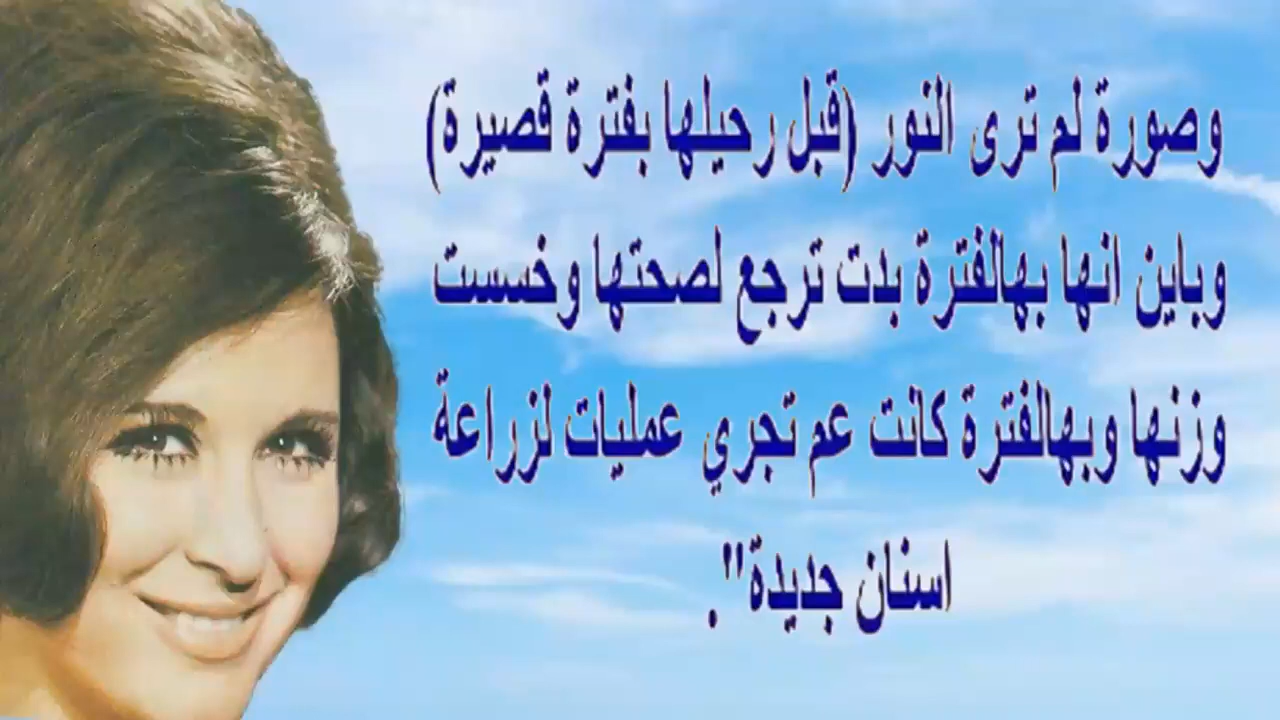 وصورة لم ترى النور (قبل رحيلها بفترة قصيرة)
وباين انها بهالفترة بدت ترجع لصحتها وخسست
وزنها وبهالفترة كانت عم تجري عمليات لزراعة
اسنان جديدة".